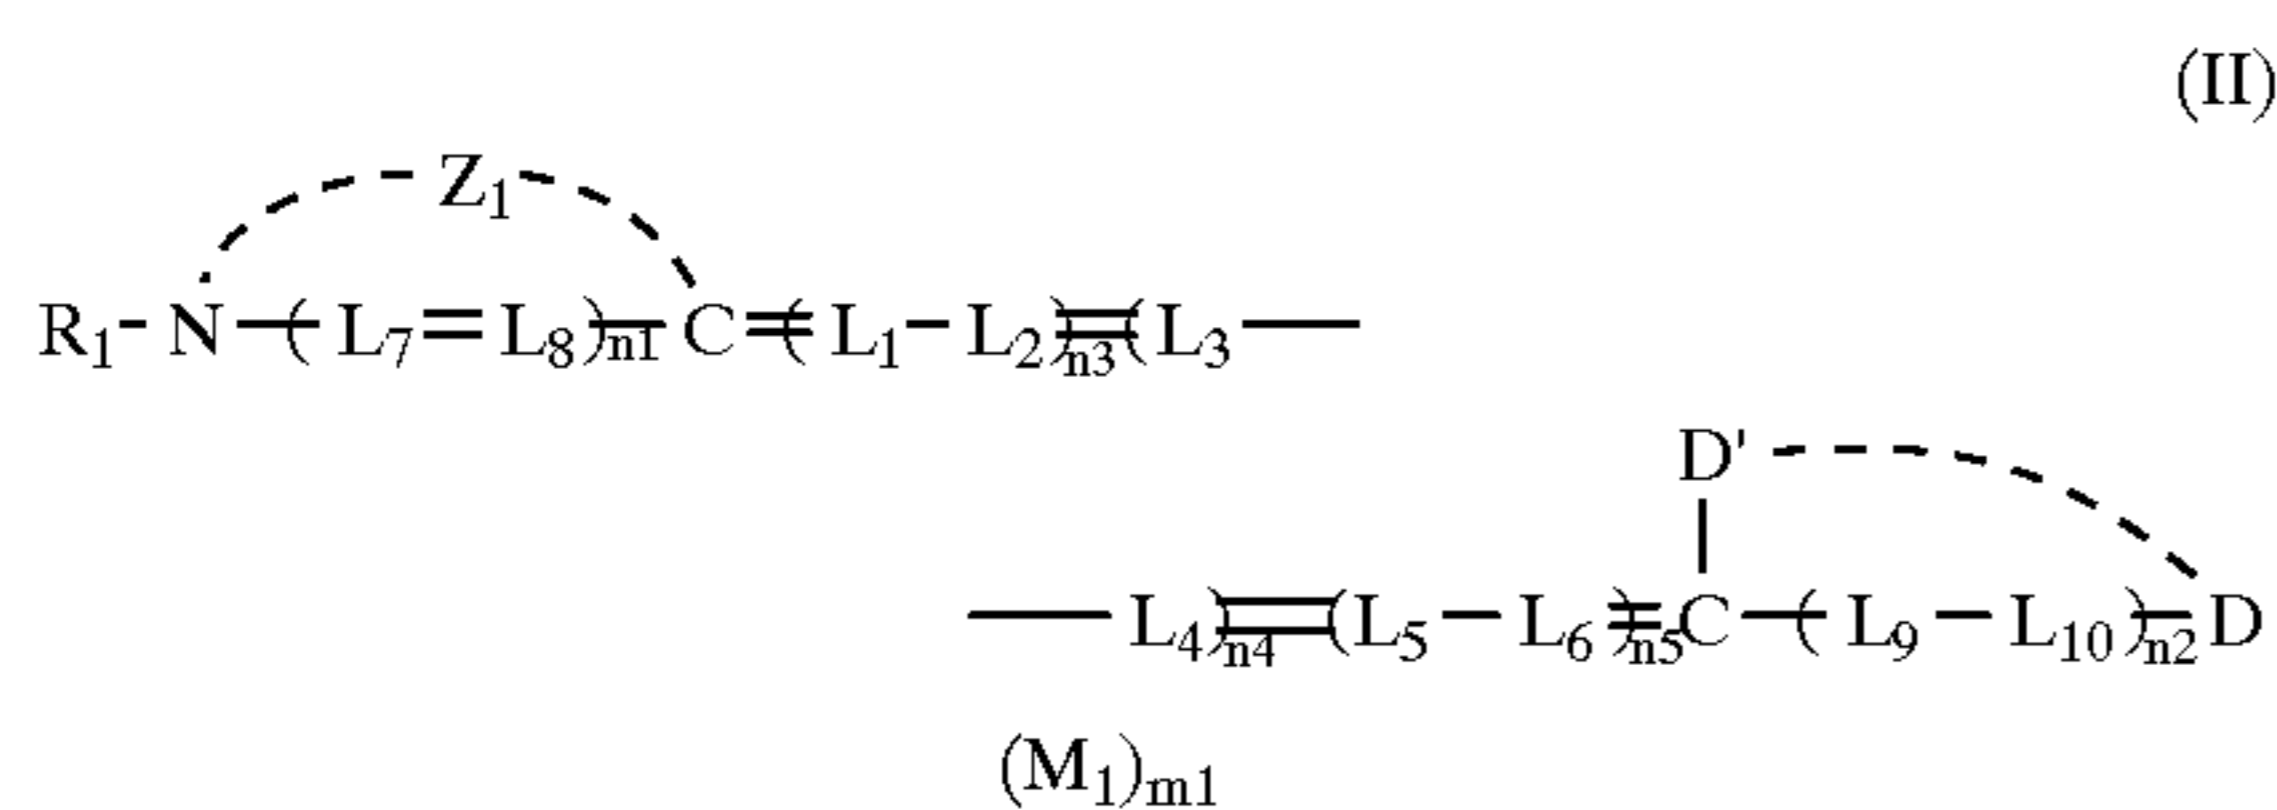 (II)
Z₁
R₁-N—(L₇=L₈)n1—C=(L₁—L₂)n3=(L₃—
D'
—L₄)n4=(L₅—L₆)n5=C—(L₉—L₁₀)n2—D
(M₁)m1